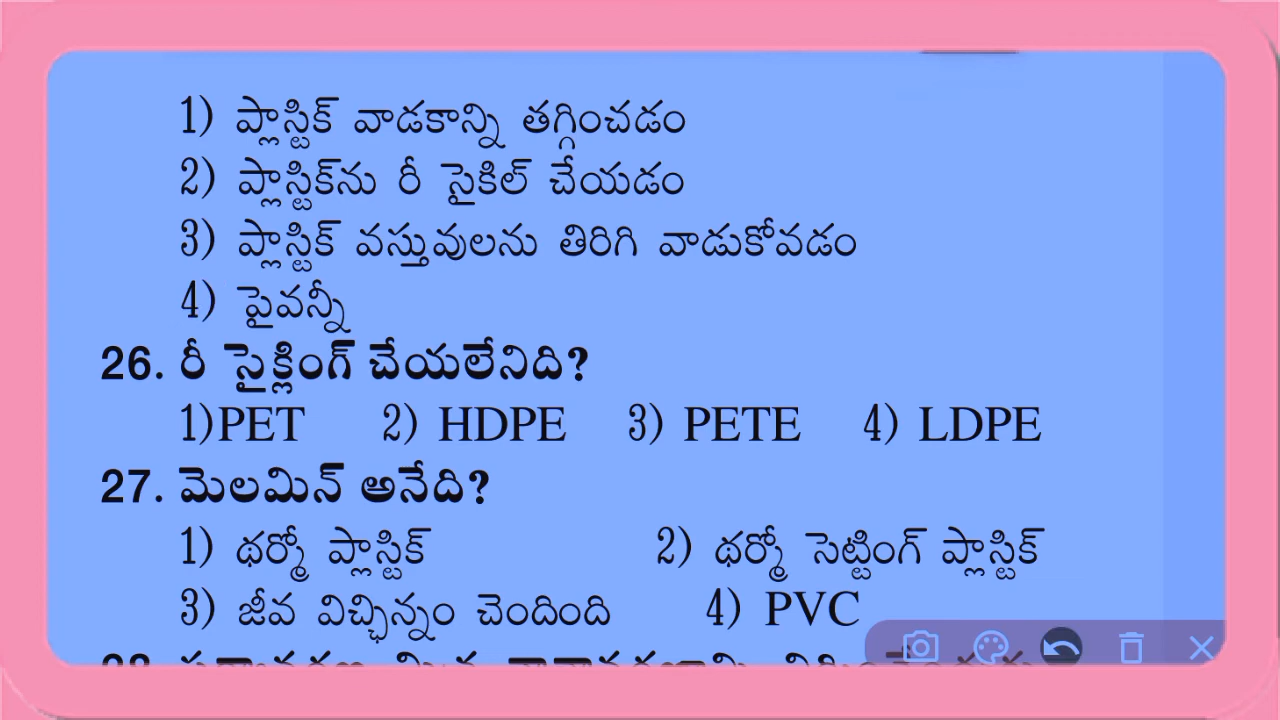 1) ప్లాస్టిక్ వాడకాన్ని తగ్గించడం
2) ప్లాస్టిక్‌ను రీ సైకిల్ చేయడం
3) ప్లాస్టిక్ వస్తువులను తిరిగి వాడుకోవడం
4) పైవన్నీ
26. రీ సైక్లింగ్ చేయలేనిది?
1)PET 2) HDPE 3) PETE 4) LDPE
27. మెలమిన్ అనేది?
1) థర్మో ప్లాస్టిక్ 2) థర్మో సెట్టింగ్ ప్లాస్టిక్
3) జీవ విచ్ఛిన్నం చెందింది 4) PVC